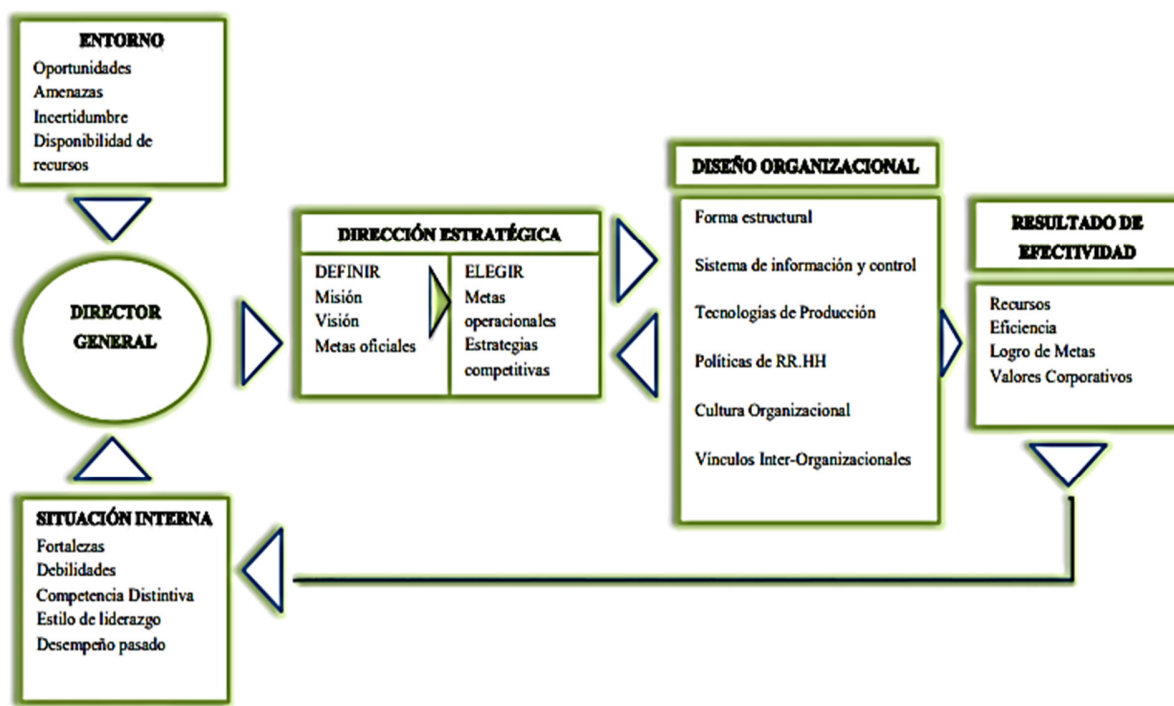 ENTORNO
Oportunidades
Amenazas
Incertidumbre
Disponibilidad de
recursos
DIRECTOR
GENERAL
SITUACIÓN INTERNA
Fortalezas
Debilidades
Competencia Distintiva
Estilo de liderazgo
Desempeño pasado
DIRECCIÓN ESTRATÉGICA
DEFINIR
Misión
Visión
Metas oficiales
ELEGIR
Metas
operacionales
Estrategias
competitivas
DISEÑO ORGANIZACIONAL
Forma estructural
Sistema de información y control
Tecnologías de Producción
Políticas de RR.HH
Cultura Organizacional
Vínculos Inter-Organizacionales
RESULTADO DE
EFECTIVIDAD
Recursos
Eficiencia
Logro de Metas
Valores Corporativos